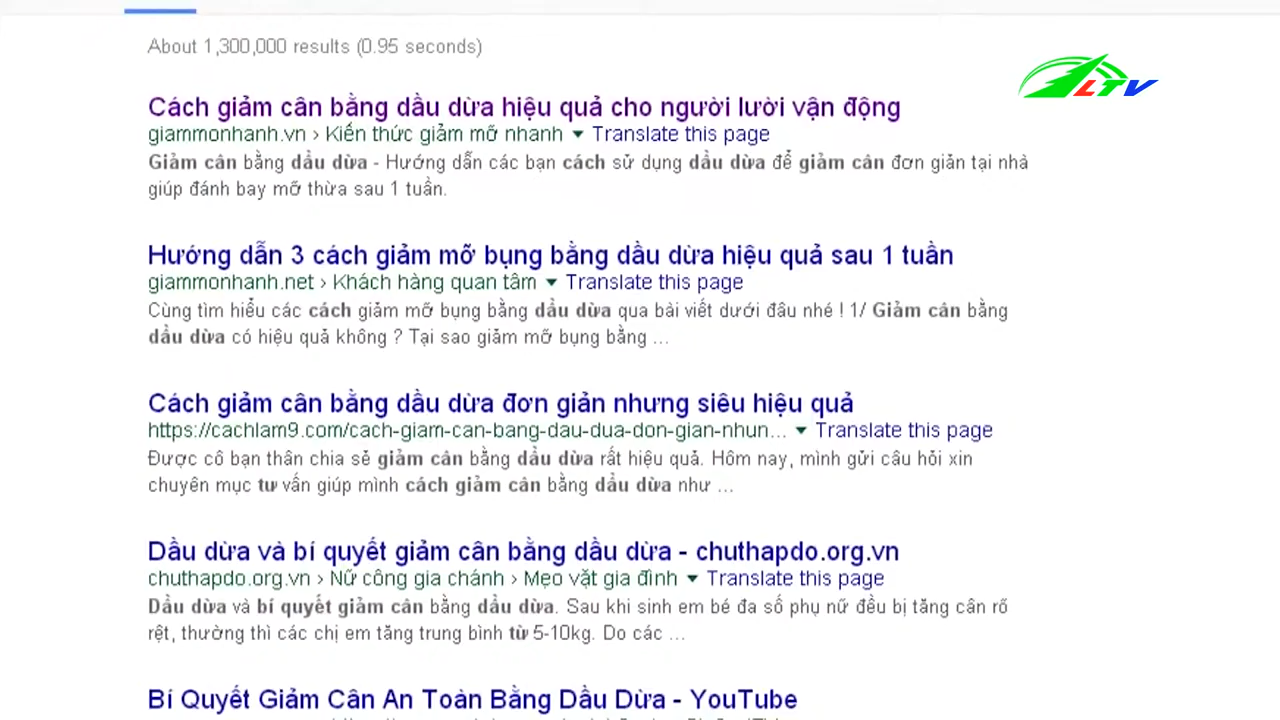 About 1,300,000 results (0.95 seconds)
LTV
Cách giảm cân bằng dầu dừa hiệu quả cho người lười vận động
giammonhanh.vn › Kiến thức giảm mỡ nhanh ▼ Translate this page
Giảm cân bằng dầu dừa - Hướng dẫn các bạn cách sử dụng dầu dừa để giảm cân đơn giản tại nhà
giúp đánh bay mỡ thừa sau 1 tuần.
Hướng dẫn 3 cách giảm mỡ bụng bằng dầu dừa hiệu quả sau 1 tuần
giammonhanh.net › Khách hàng quan tâm ▼ Translate this page
Cùng tìm hiểu các cách giảm mỡ bụng bằng dầu dừa qua bài viết dưới đâu nhé ! 1/ Giảm cân bằng
dầu dừa có hiệu quả không ? Tại sao giảm mỡ bụng bằng ...
Cách giảm cân bằng dầu dừa đơn giản nhưng siêu hiệu quả
https://cachlam9.com/cach-giam-can-bang-dau-dua-don-gian-nhun... ▼ Translate this page
Được cô bạn thân chia sẻ giảm cân bằng dầu dừa rất hiệu quả. Hôm nay, mình gửi câu hỏi xin
chuyên mục tư vấn giúp mình cách giảm cân bằng dầu dừa như ...
Dầu dừa và bí quyết giảm cân bằng dầu dừa - chuthapdo.org.vn
chuthapdo.org.vn › Nữ công gia chánh › Mẹo vặt gia đình ▼ Translate this page
Dầu dừa và bí quyết giảm cân bằng dầu dừa. Sau khi sinh em bé đa số phụ nữ đều bị tăng cân rõ
rệt, thường thì các chị em tăng trung bình từ 5-10kg. Do các ...
Bí Quyết Giảm Cân An Toàn Bằng Dầu Dừa - YouTube